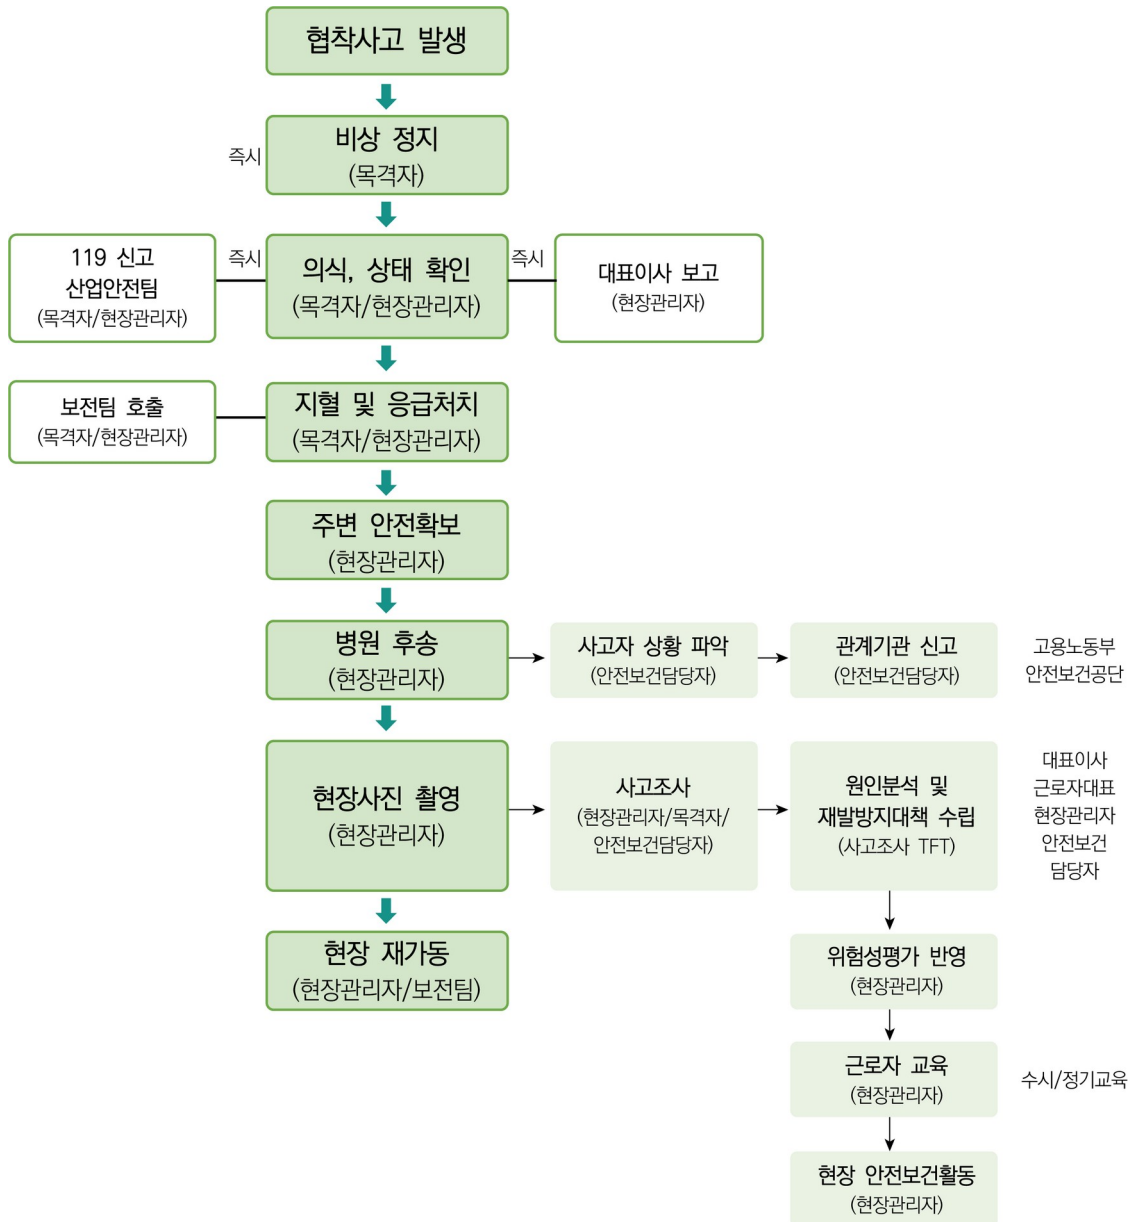 협착사고 발생
즉시
비상 정지
(목격자)
119 신고
산업안전팀
(목격자/현장관리자)
즉시
의식, 상태 확인
(목격자/현장관리자)
즉시
대표이사 보고
(현장관리자)
보전팀 호출
(목격자/현장관리자)
지혈 및 응급처치
(목격자/현장관리자)
주변 안전확보
(현장관리자)
병원 후송
(현장관리자)
사고자 상황 파악
(안전보건담당자)
관계기관 신고
(안전보건담당자)
고용노동부
안전보건공단
현장사진 촬영
(현장관리자)
사고조사
(현장관리자/목격자/
안전보건담당자)
원인분석 및
재발방지대책 수립
(사고조사 TFT)
대표이사
근로자대표
현장관리자
안전보건
담당자
현장 재가동
(현장관리자/보전팀)
위험성평가 반영
(현장관리자)
근로자 교육
(현장관리자)
수시/정기교육
현장 안전보건활동
(현장관리자)